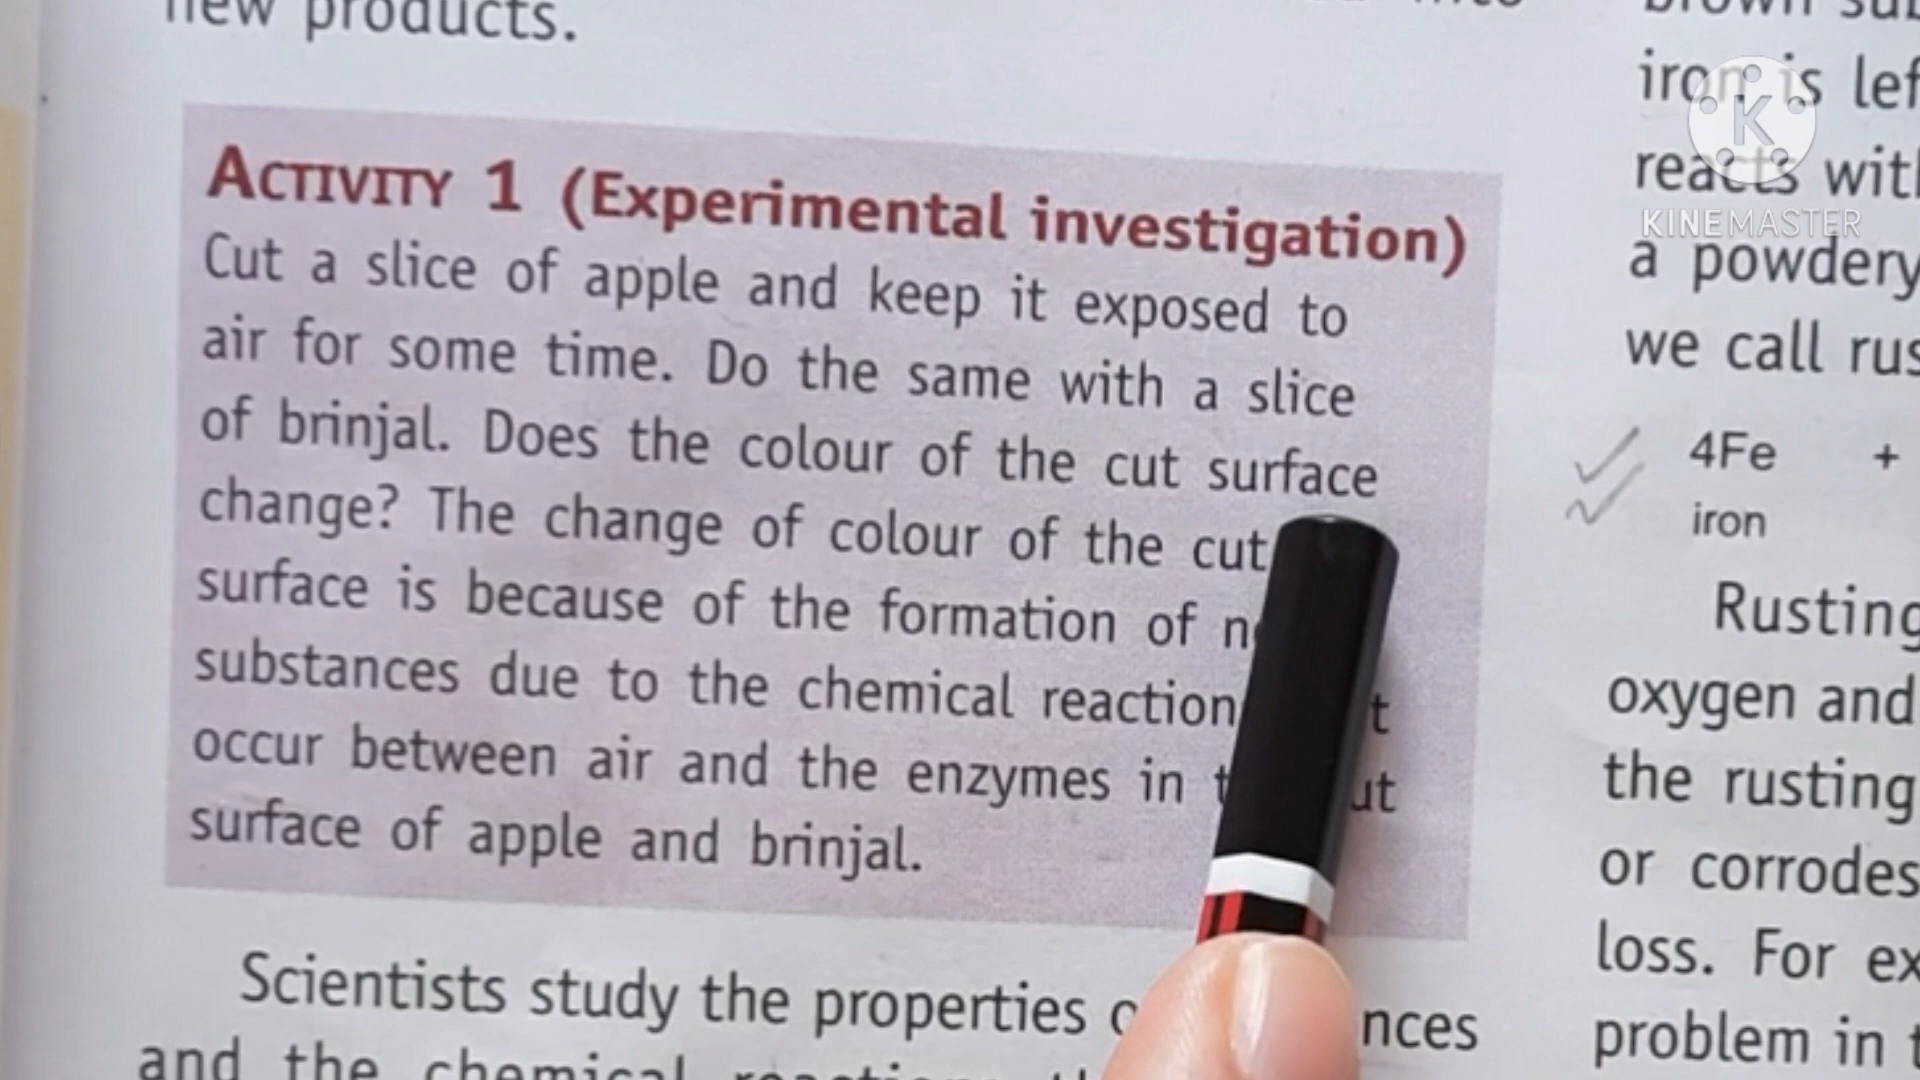 new products.
ACTIVITY 1 (Experimental investigation)
Cut a slice of apple and keep it exposed to
air for some time. Do the same with a slice
of brinjal. Does the colour of the cut surface
change? The change of colour of the cut
surface is because of the formation of
substances due to the chemical reaction
occur between air and the enzymes in
surface of apple and brinjal.
Scientists study the properties
and the chemical
iron is
reacts
a powdery
we call
4Fe +
iron
Rusting
oxygen and
the rusting
or corrodes
loss. For
problem in
K
KINEMASTER